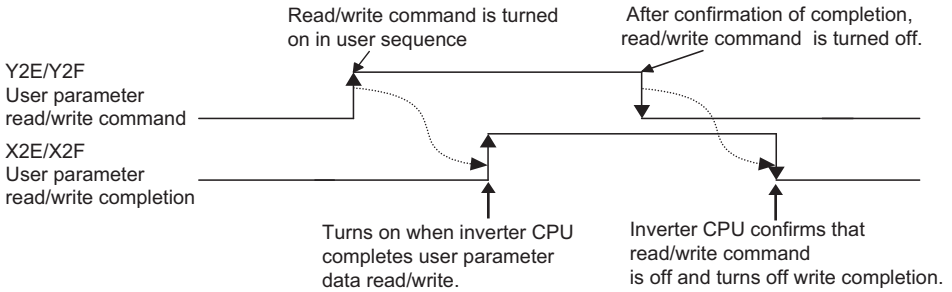 Read/write command is turned
on in user sequence
After confirmation of completion,
read/write command is turned off.
Y2E/Y2F
User parameter
read/write command
X2E/X2F
User parameter
read/write completion
Turns on when inverter CPU
completes user parameter
data read/write.
Inverter CPU confirms that
read/write command
is off and turns off write completion.